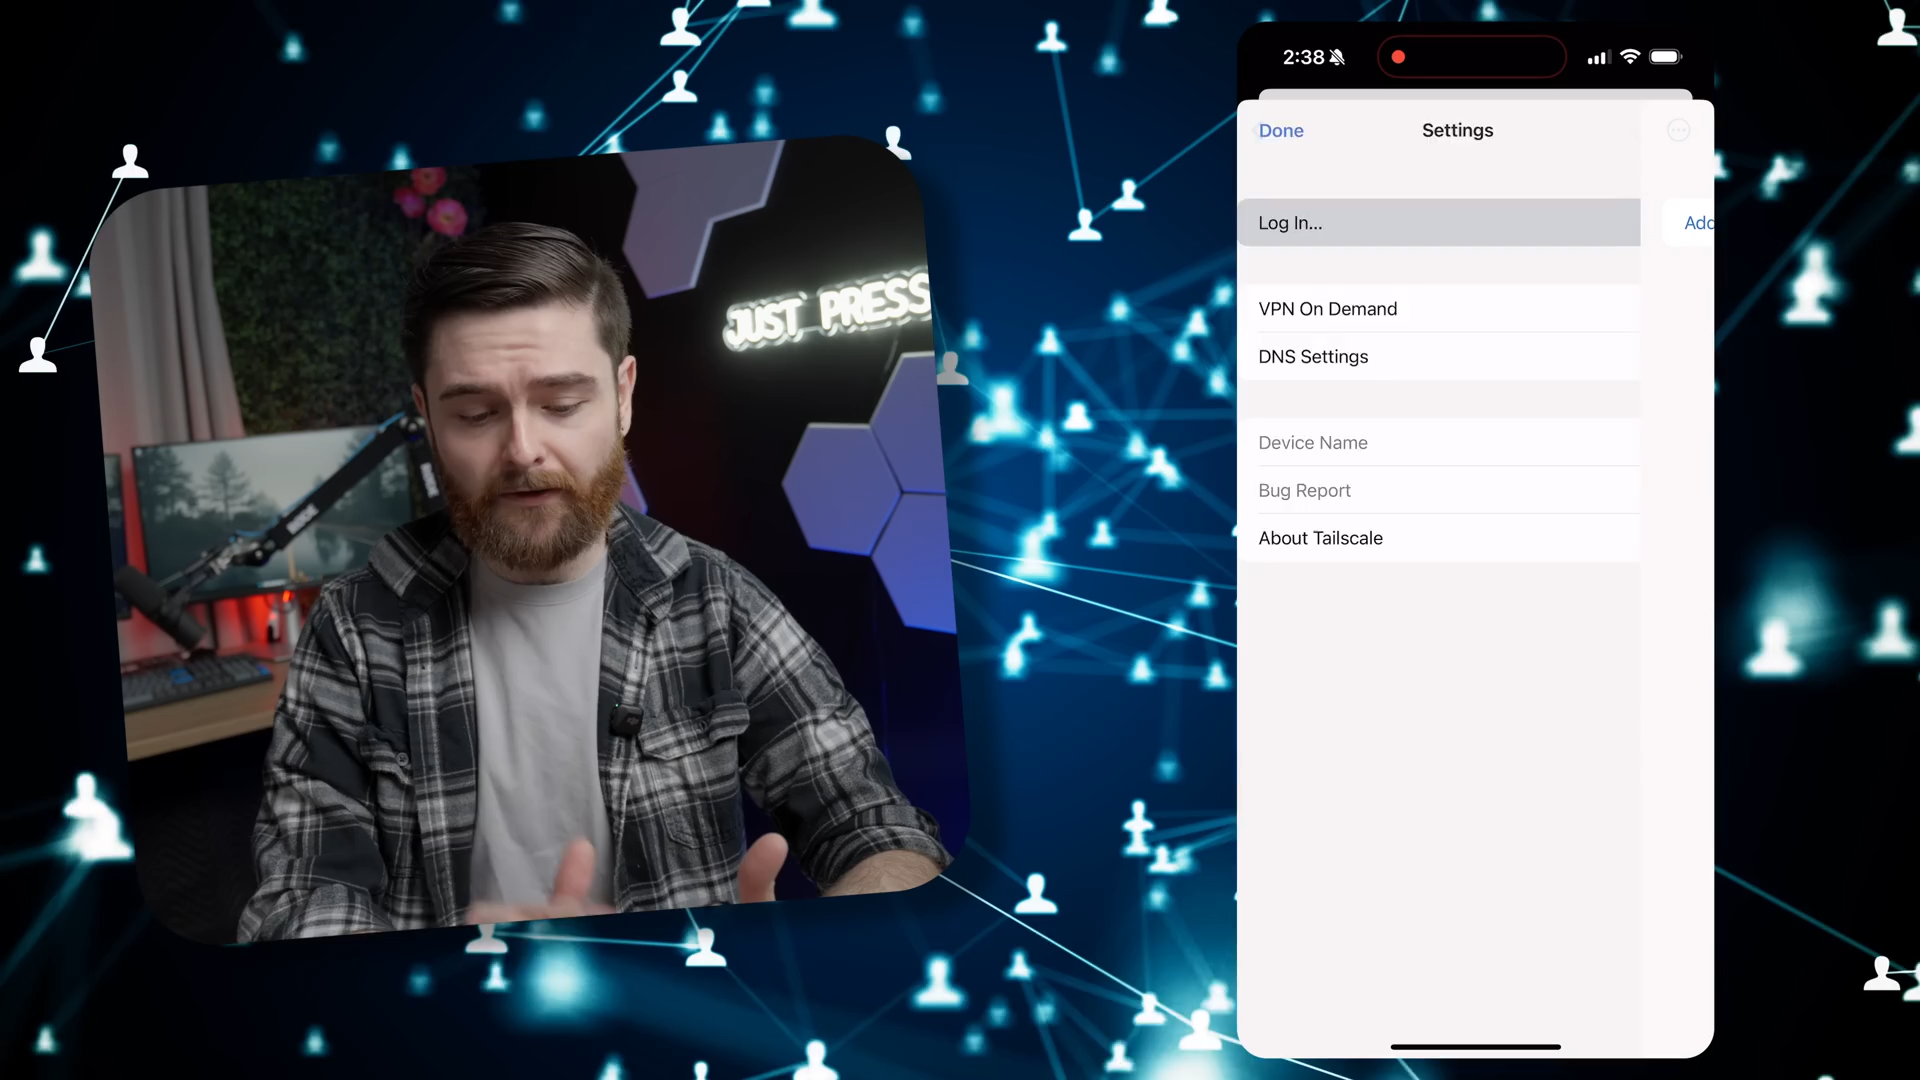 JUST PRESS
2:38
Done
Settings
Log In...
Add
VPN On Demand
DNS Settings
Device Name
Bug Report
About Tailscale